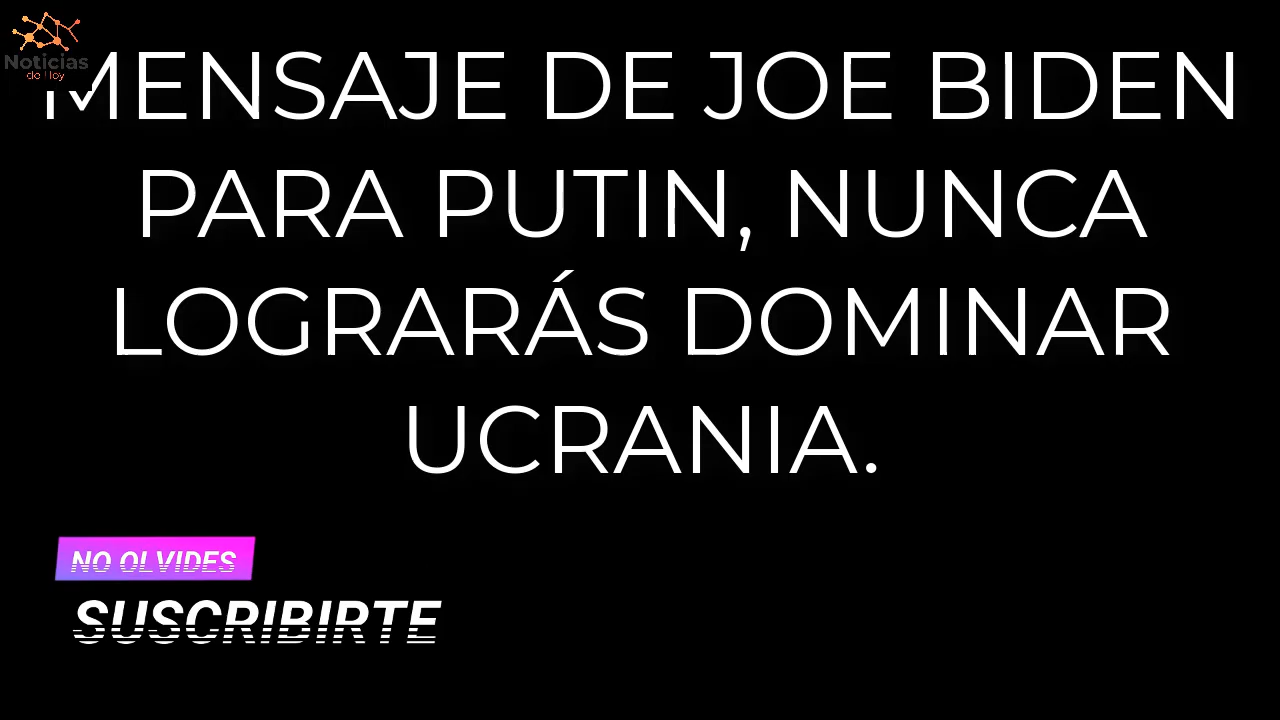 Noticias
de Hoy
MENSAJE DE JOE BIDEN
PARA PUTIN, NUNCA
LOGRARÁS DOMINAR
UCRANIA.
NO OLVIDES
SUSCRIBIRTE